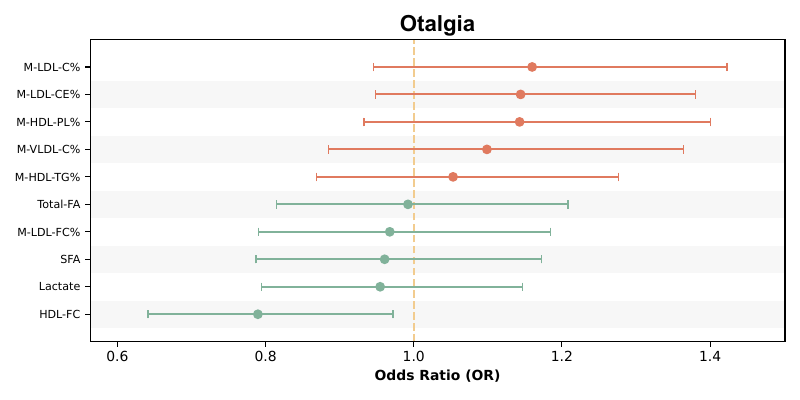 Otalgia
M-LDL-C%
M-LDL-CE%
M-HDL-PL%
M-VLDL-C%
M-HDL-TG%
Total-FA
M-LDL-FC%
SFA
Lactate
HDL-FC
0.6 0.8 1.0 1.2 1.4
Odds Ratio (OR)